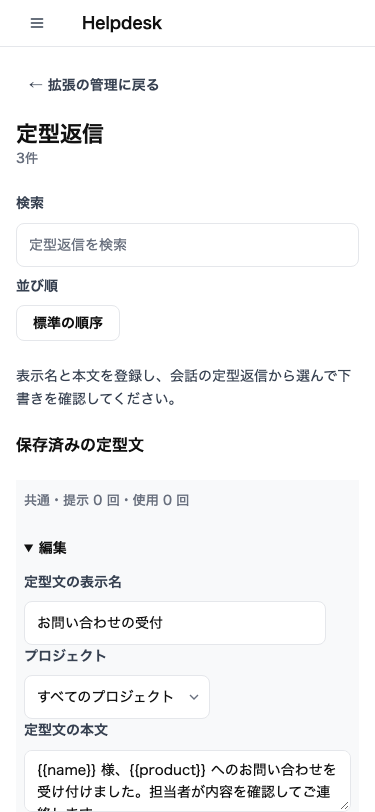 Helpdesk
← 拡張の管理に戻る
定型返信
3件
検索
定型返信を検索
並び順
標準の順序
表示名と本文を登録し、会話の定型返信から選んで下
書きを確認してください。
保存済みの定型文
共通・提示 0 回・使用 0 回
▼ 編集
定型文の表示名
お問い合わせの受付
プロジェクト
すべてのプロジェクト
定型文の本文
{{name}} 様、{{product}} へのお問い合わせを
受け付けました。担当者が内容を確認してご連
絡します。